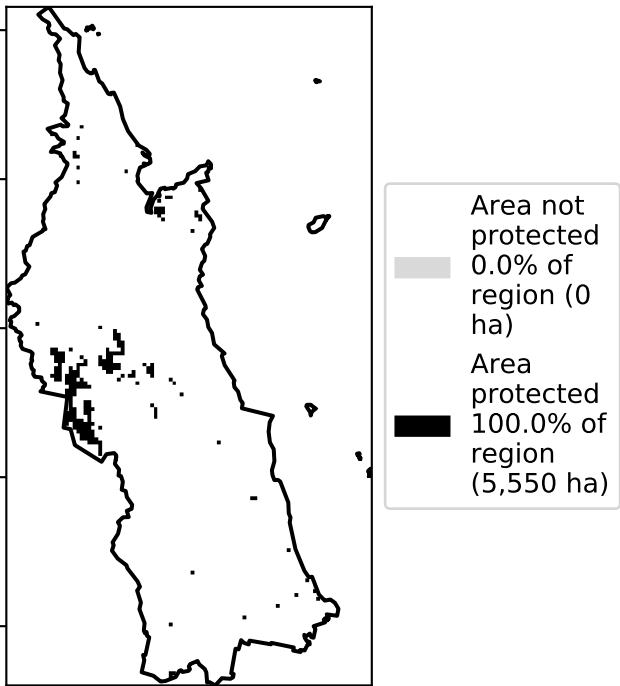 Area not
protected
0.0% of
region (0
ha)
Area
protected
100.0% of
region
(5,550 ha)